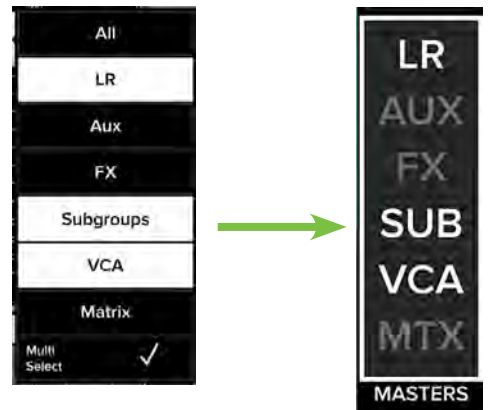 All
LR
Aux
FX
Subgroups
VCA
Matrix
Multi
Select
LR
AUX
FX
SUB
VCA
MTX
MASTERS